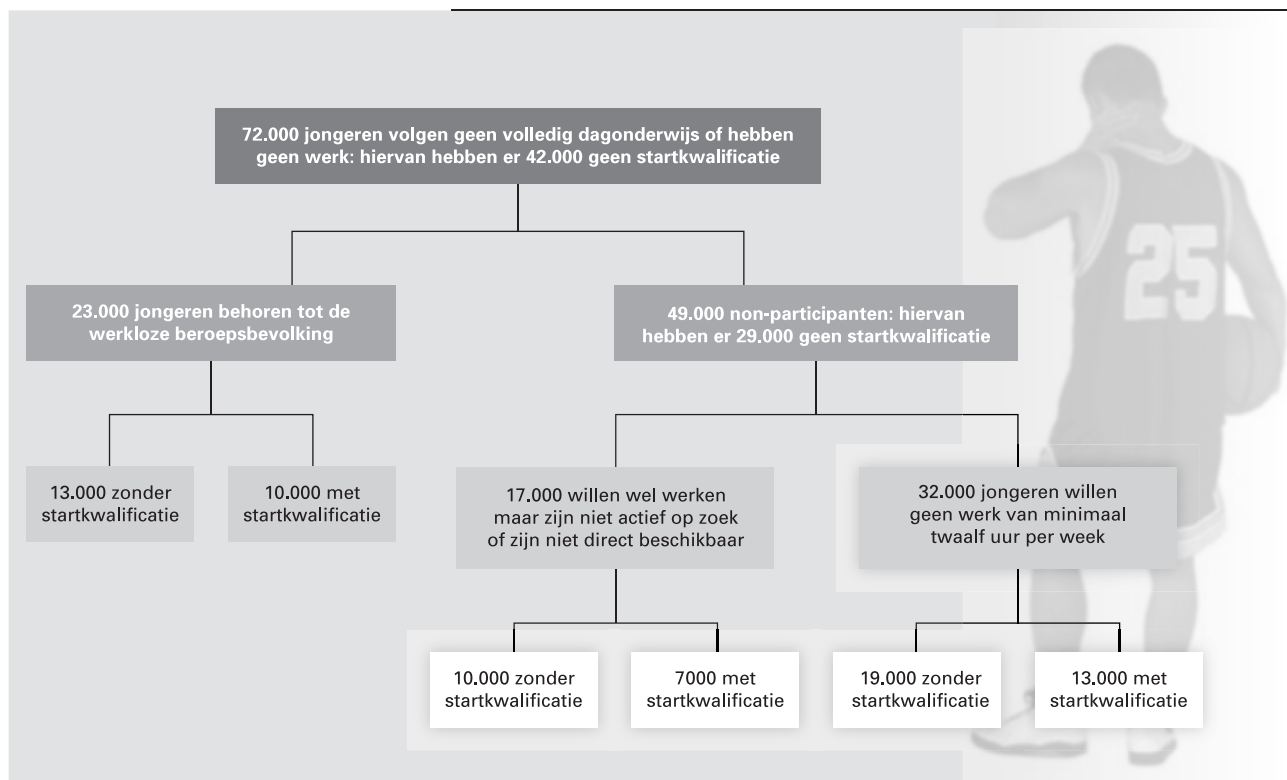 72.000 jongeren volgen geen volledig dagonderwijs of hebben
geen werk: hiervan hebben er 42.000 geen startkwalificatie
23.000 jongeren behoren tot de
werkloze beroepsbevolking
49.000 non-participanten: hiervan
hebben er 29.000 geen startkwalificatie
13.000 zonder
startkwalificatie
10.000 met
startkwalificatie
17.000 willen wel werken
maar zijn niet actief op zoek
of zijn niet direct beschikbaar
32.000 jongeren willen
geen werk van minimaal
twaalf uur per week
10.000 zonder
startkwalificatie
7000 met
startkwalificatie
19.000 zonder
startkwalificatie
13.000 met
startkwalificatie
25